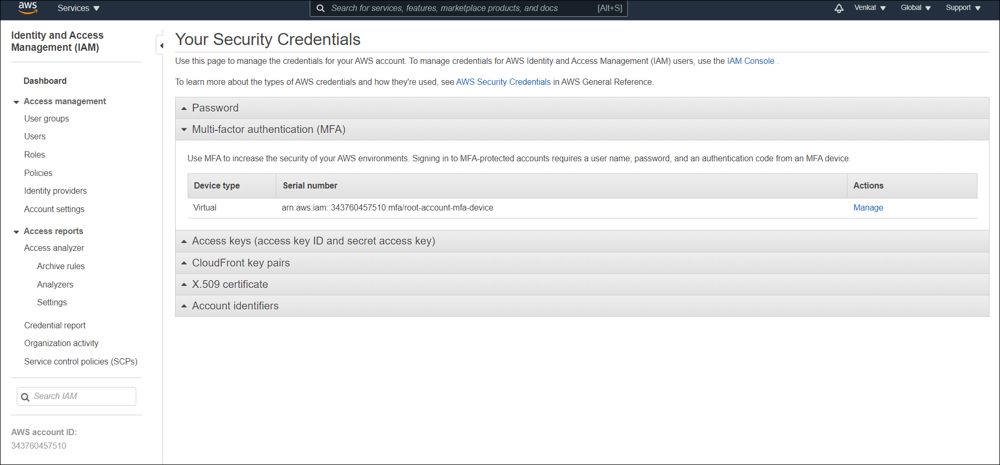 aws
Services
Search for services, features, marketplace products, and docs
[Alt+S]
Venkat
Global
Support
Identity and Access
Management (IAM)
Dashboard
Access management
User groups
Users
Roles
Policies
Identity providers
Account settings
Access reports
Access analyzer
Archive rules
Analyzers
Settings
Credential report
Organization activity
Service control policies (SCPs)
Search IAM
AWS account ID:
343760457510
Your Security Credentials
Use this page to manage the credentials for your AWS account. To manage credentials for AWS Identity and Access Management (IAM) users, use the IAM Console .
To learn more about the types of AWS credentials and how they're used, see AWS Security Credentials in AWS General Reference.
Password
Multi-factor authentication (MFA)
Use MFA to increase the security of your AWS environments. Signing in to MFA-protected accounts requires a user name, password, and an authentication code from an MFA device.
Device type Serial number Actions
Virtual arn:aws:iam::343760457510:mfa/root-account-mfa-device Manage
Access keys (access key ID and secret access key)
CloudFront key pairs
X.509 certificate
Account identifiers